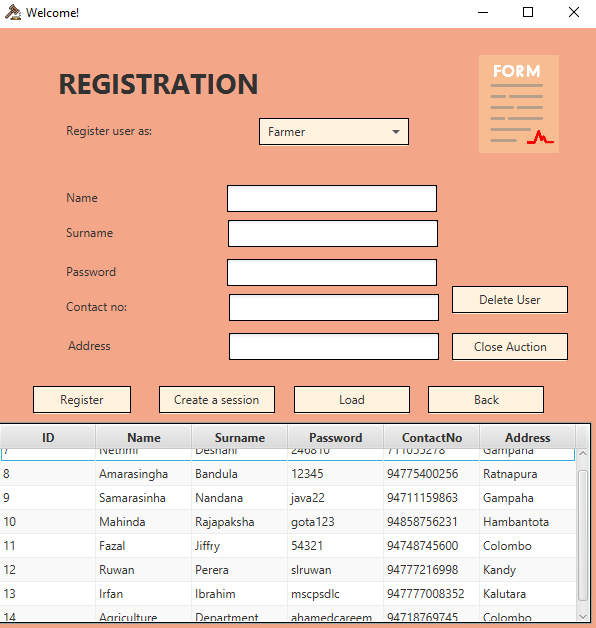 Welcome!
REGISTRATION
FORM
Register user as: Farmer
Name
Surname
Password
Contact no:
Delete User
Address
Close Auction
Register Create a session Load Back
ID Name Surname Password ContactNo Address
7 Nethmi Deshani 240810 711055278 Gampaha
8 Amarasingha Bandula 12345 94775400256 Ratnapura
9 Samarasinha Nandana java22 94711159863 Gampaha
10 Mahinda Rajapaksha gota123 94858756231 Hambantota
11 Fazal Jiffry 54321 94748745600 Colombo
12 Ruwan Perera slruwan 94777216998 Kandy
13 Irfan Ibrahim mscpsdlc 947777008352 Kalutara
14 Agriculture Department ahamedcareem 94718769745 Colombo